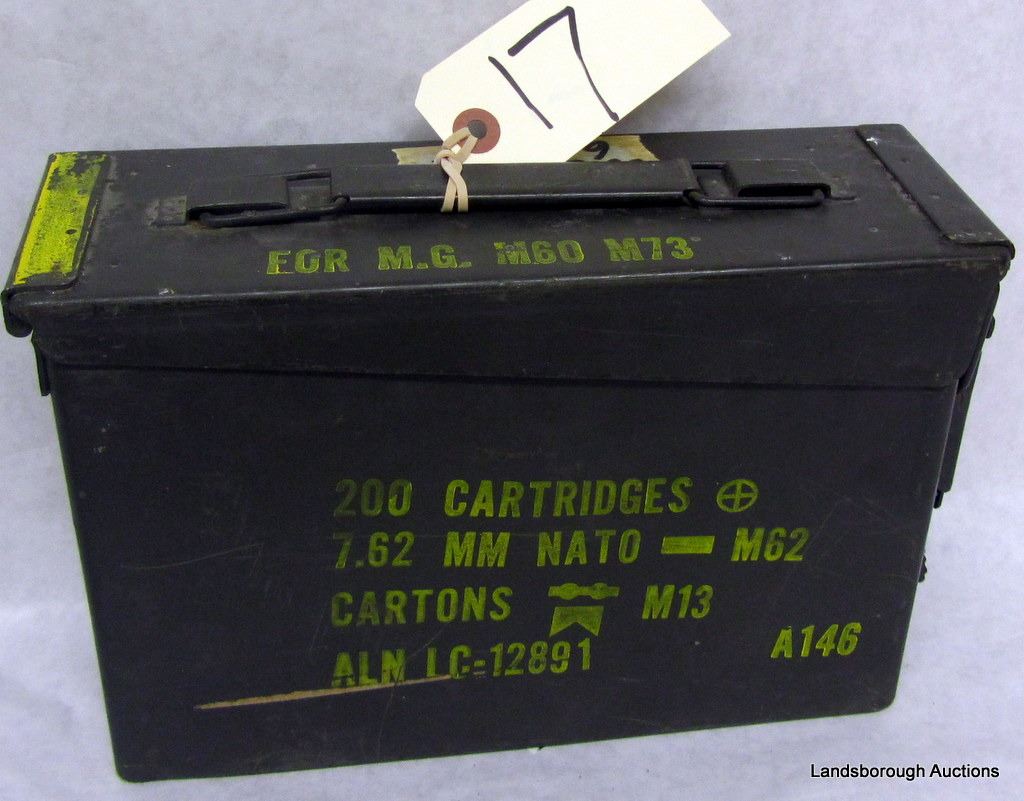 17
9
FOR M.G. M60 M73
200 CARTRIDGES ⊕
7.62 MM NATO — M62
CARTONS M13
ALN LC-12891
A146
Landsborough Auctions